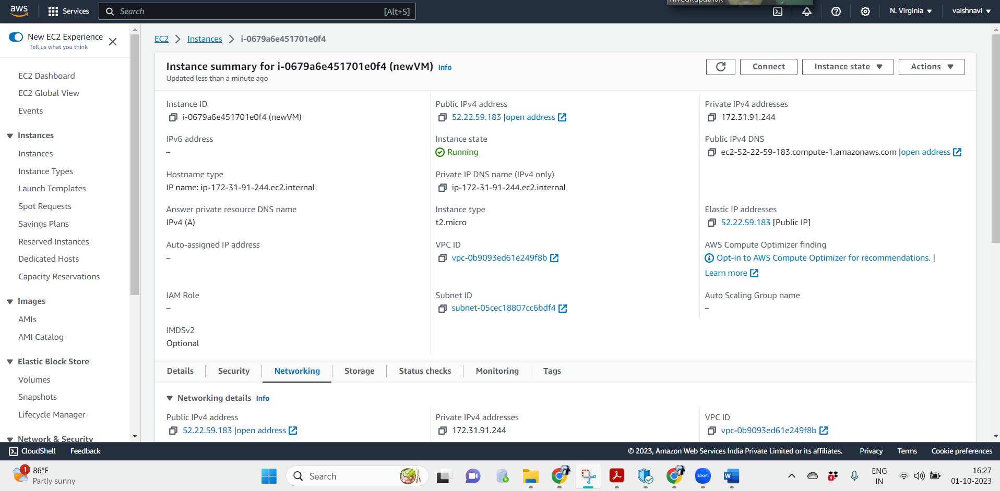 aws
Services
Search
[Alt+S]
N. Virginia
vaishnavi
New EC2 Experience
Tell us what you think
EC2 Dashboard
EC2 Global View
Events
Instances
Instances
Instance Types
Launch Templates
Spot Requests
Savings Plans
Reserved Instances
Dedicated Hosts
Capacity Reservations
Images
AMIs
AMI Catalog
Elastic Block Store
Volumes
Snapshots
Lifecycle Manager
Network & Security
EC2
Instances
i-0679a6e451701e0f4
Instance summary for i-0679a6e451701e0f4 (newVM) Info
Updated less than a minute ago
Connect
Instance state
Actions
Instance ID
i-0679a6e451701e0f4 (newVM)
Public IPv4 address
52.22.59.183 |open address
Private IPv4 addresses
172.31.91.244
IPv6 address
–
Instance state
Running
Public IPv4 DNS
ec2-52-22-59-183.compute-1.amazonaws.com |open address
Hostname type
IP name: ip-172-31-91-244.ec2.internal
Private IP DNS name (IPv4 only)
ip-172-31-91-244.ec2.internal
Answer private resource DNS name
IPv4 (A)
Instance type
t2.micro
Elastic IP addresses
52.22.59.183 [Public IP]
Auto-assigned IP address
–
VPC ID
vpc-0b9093ed61e249f8b
AWS Compute Optimizer finding
Opt-in to AWS Compute Optimizer for recommendations. |
Learn more
IAM Role
–
Subnet ID
subnet-05cec18807cc6bdf4
Auto Scaling Group name
–
IMDSv2
Optional
Details
Security
Networking
Storage
Status checks
Monitoring
Tags
Networking details Info
Public IPv4 address
52.22.59.183 |open address
Private IPv4 addresses
172.31.91.244
VPC ID
vpc-0b9093ed61e249f8b
CloudShell
Feedback
© 2023, Amazon Web Services India Private Limited or its affiliates.
Privacy
Terms
Cookie preferences
1
86°F
Partly sunny
Search
zoom
W
4
ENG
IN
16:27
01-10-2023